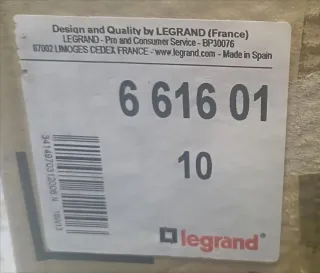 Design and Quality by LEGRAND (France)
LEGRAND - Pro and Consumer Service - BP30076
87002 LIMOGES CEDEX FRANCE - www.legrand.com - Made in Spain
6 616 01
10
legrand